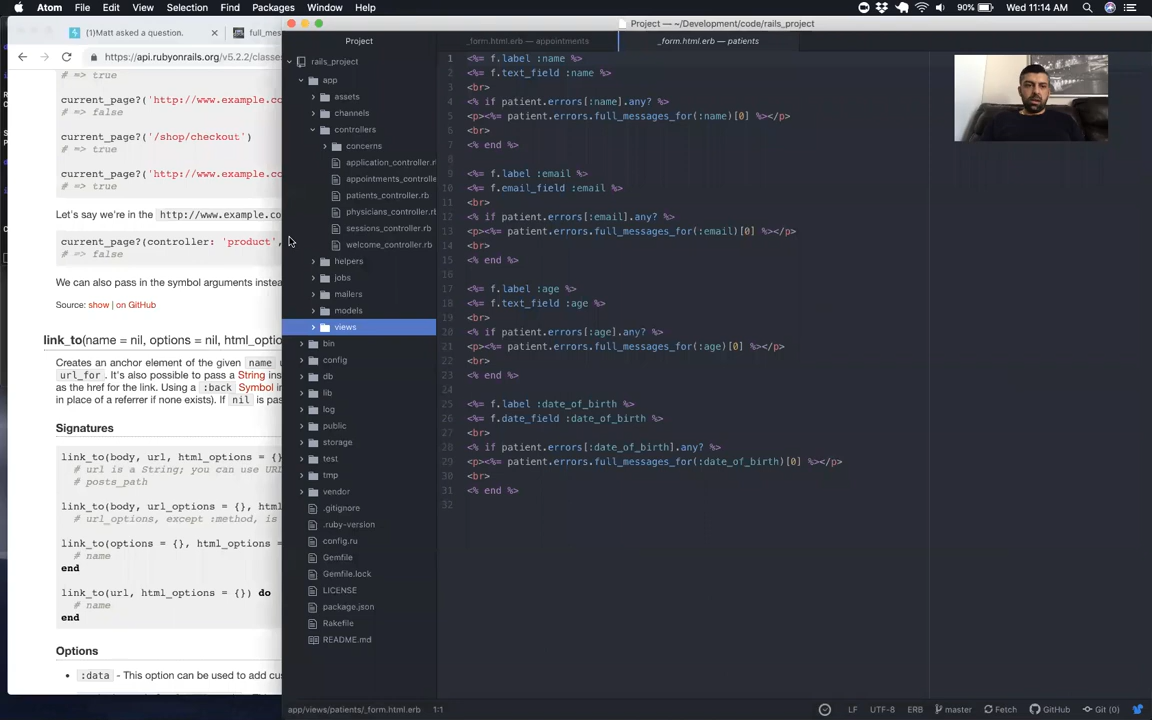 Atom File Edit View Selection Find Packages Window Help
90% Wed 11:14 AM
(1)Matt asked a question.
full_me
https://api.rubyonrails.org/v5.2.2/classe
# => true
current_page?('http://www.example.co
# => false
current_page?('/shop/checkout')
# => true
current_page?('http://www.example.co
# => true
Let's say we're in the http://www.example.co
current_page?(controller: 'product',
# => false
We can also pass in the symbol arguments instea
Source: show | on GitHub
link_to(name = nil, options = nil, html_optio
Creates an anchor element of the given name u
url_for. It's also possible to pass a String ins
as the href for the link. Using a :back Symbol in
in place of a referrer if none exists). If nil is pas
Signatures
link_to(body, url, html_options = {}
# url is a String; you can use URL
# posts_path
link_to(body, url_options = {}, html
# url_options, except :method, is
link_to(options = {}, html_options =
# name
end
link_to(url, html_options = {}) do
# name
end
Options
:data - This option can be used to add cus
Project — ~/Development/code/rails_project
Project
rails_project
app
assets
channels
controllers
concerns
application_controller.r
appointments_controlle
patients_controller.rb
physicians_controller.rb
sessions_controller.rb
welcome_controller.rb
helpers
jobs
mailers
models
views
bin
config
db
lib
log
public
storage
test
tmp
vendor
.gitignore
.ruby-version
config.ru
Gemfile
Gemfile.lock
LICENSE
package.json
Rakefile
README.md
_form.html.erb — appointments
_form.html.erb — patients
1 <%= f.label :name %>
2 <%= f.text_field :name %>
3 <br>
4 <% if patient.errors[:name].any? %>
5 <p><%= patient.errors.full_messages_for(:name)[0] %></p>
6 <br>
7 <% end %>
8
9 <%= f.label :email %>
10 <%= f.email_field :email %>
11 <br>
12 <% if patient.errors[:email].any? %>
13 <p><%= patient.errors.full_messages_for(:email)[0] %></p>
14 <br>
15 <% end %>
16
17 <%= f.label :age %>
18 <%= f.text_field :age %>
19 <br>
20 <% if patient.errors[:age].any? %>
21 <p><%= patient.errors.full_messages_for(:age)[0] %></p>
22 <br>
23 <% end %>
24
25 <%= f.label :date_of_birth %>
26 <%= f.date_field :date_of_birth %>
27 <br>
28 <% if patient.errors[:date_of_birth].any? %>
29 <p><%= patient.errors.full_messages_for(:date_of_birth)[0] %></p>
30 <br>
31 <% end %>
32
app/views/patients/_form.html.erb 1:1
LF UTF-8 ERB master Fetch GitHub Git (0)